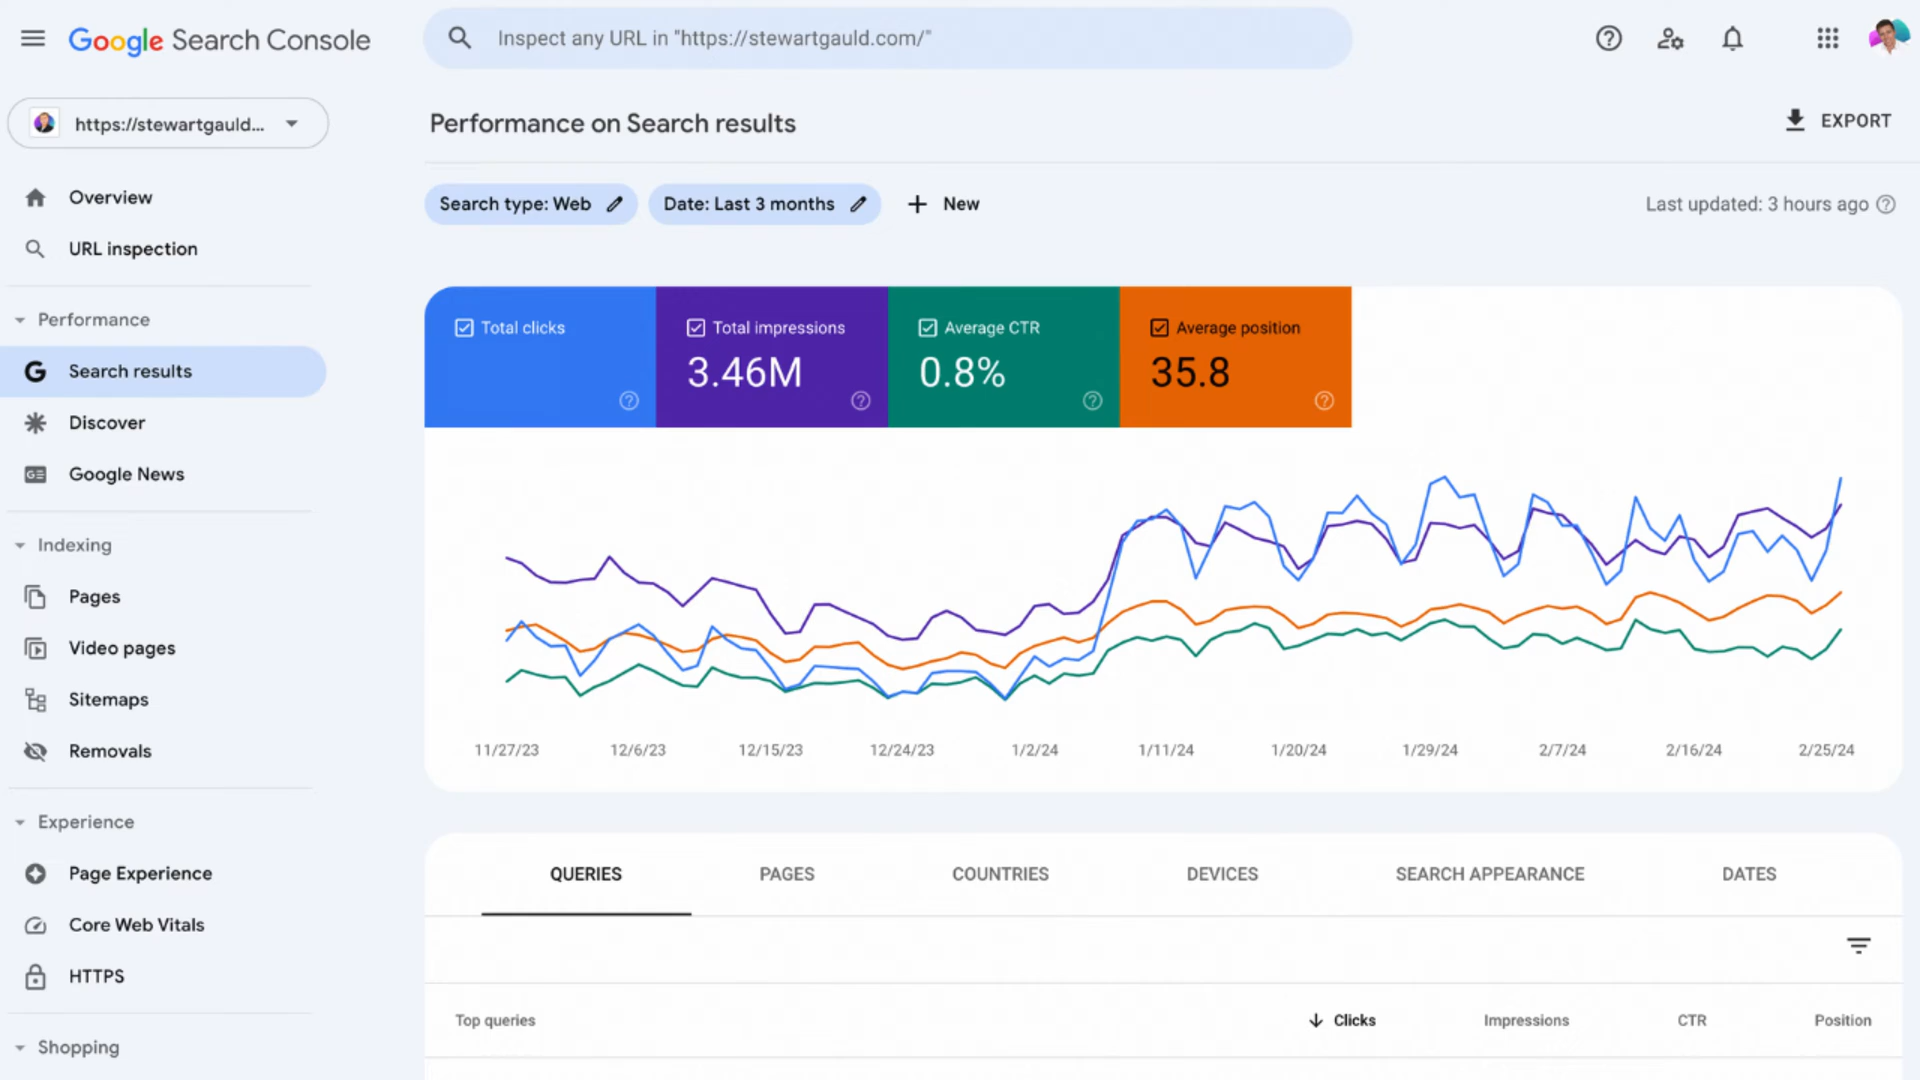 Google Search Console
Inspect any URL in "https://stewartgauld.com/"
https://stewartgauld...
Overview
URL inspection
Performance
Search results
Discover
Google News
Indexing
Pages
Video pages
Sitemaps
Removals
Experience
Page Experience
Core Web Vitals
HTTPS
Shopping
Performance on Search results
EXPORT
Search type: Web
Date: Last 3 months
New
Last updated: 3 hours ago
Total clicks
Total impressions
3.46M
Average CTR
0.8%
Average position
35.8
11/27/23 12/6/23 12/15/23 12/24/23 1/2/24 1/11/24 1/20/24 1/29/24 2/7/24 2/16/24 2/25/24
QUERIES PAGES COUNTRIES DEVICES SEARCH APPEARANCE DATES
Top queries Clicks Impressions CTR Position